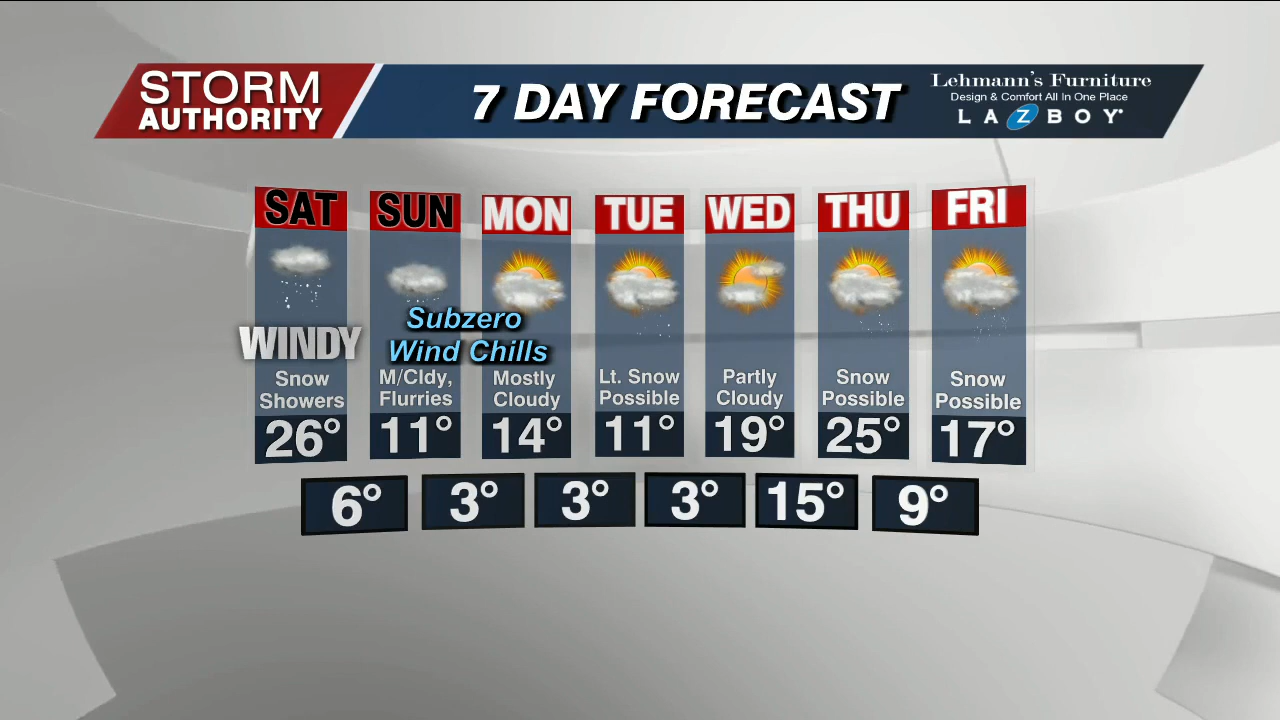 STORM
AUTHORITY
7 DAY FORECAST
Lehmann's Furniture
Design & Comfort All In One Place
LAZBOY®
SAT
SUN
MON
TUE
WED
THU
FRI
WINDY
Subzero
Wind Chills
Snow
Showers
M/Cldy,
Flurries
Mostly
Cloudy
Lt. Snow
Possible
Partly
Cloudy
Snow
Possible
Snow
Possible
26°
11°
14°
11°
19°
25°
17°
6°
3°
3°
3°
15°
9°